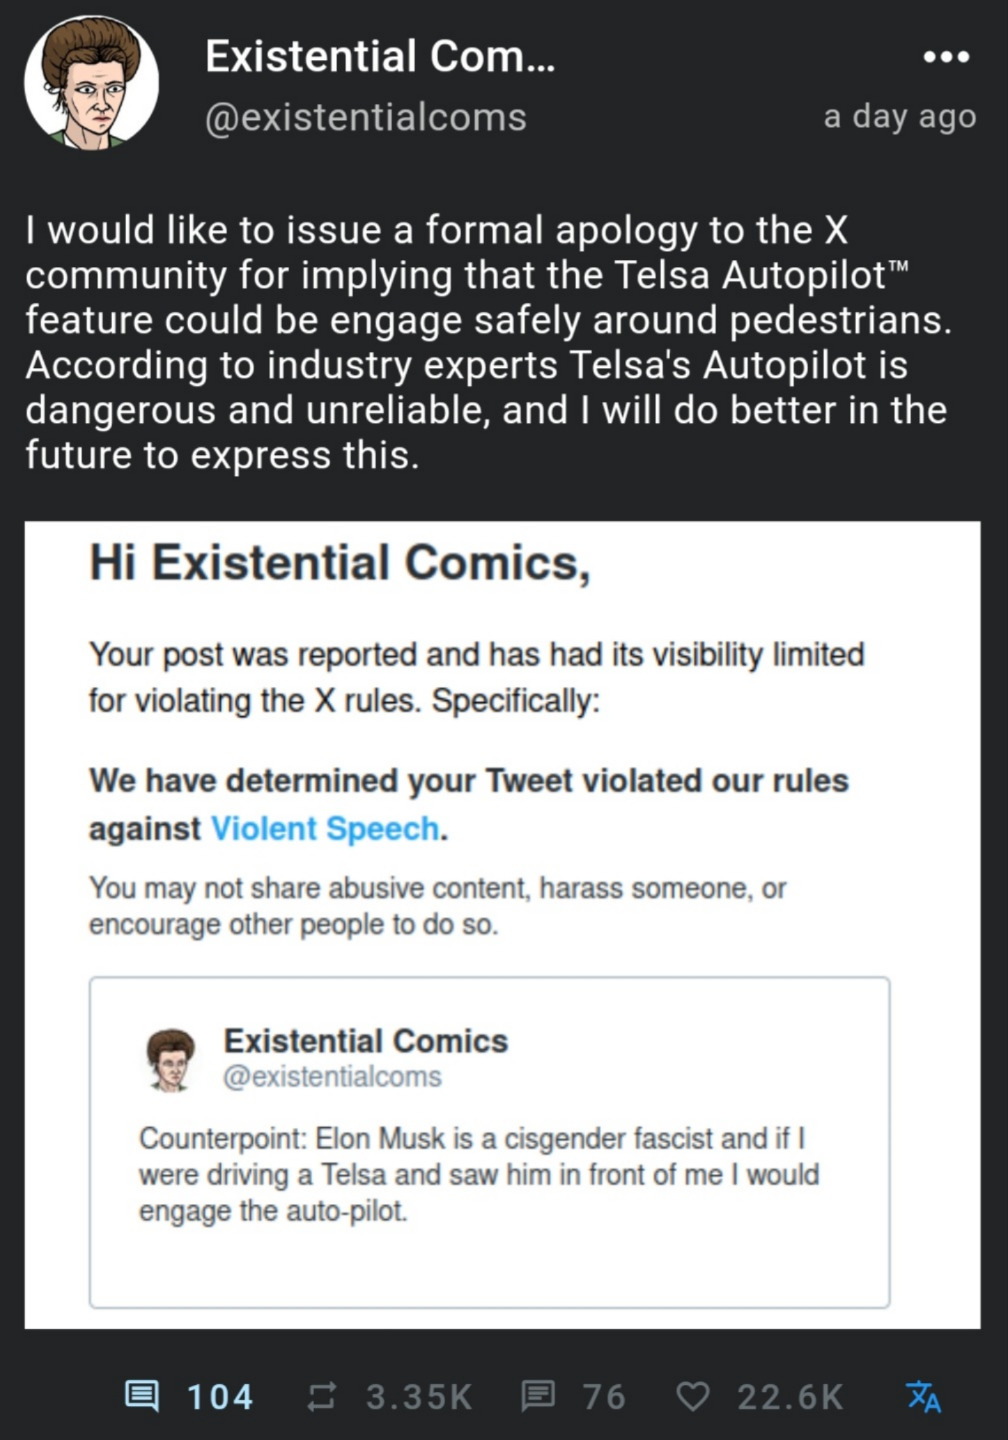 Existential Com...
@existentialcoms
a day ago
I would like to issue a formal apology to the X
community for implying that the Telsa Autopilot™
feature could be engage safely around pedestrians.
According to industry experts Telsa's Autopilot is
dangerous and unreliable, and I will do better in the
future to express this.
Hi Existential Comics,
Your post was reported and has had its visibility limited
for violating the X rules. Specifically:
We have determined your Tweet violated our rules
against Violent Speech.
You may not share abusive content, harass someone, or
encourage other people to do so.
Existential Comics
@existentialcoms
Counterpoint: Elon Musk is a cisgender fascist and if I
were driving a Telsa and saw him in front of me I would
engage the auto-pilot.
104 3.35K 76 22.6K